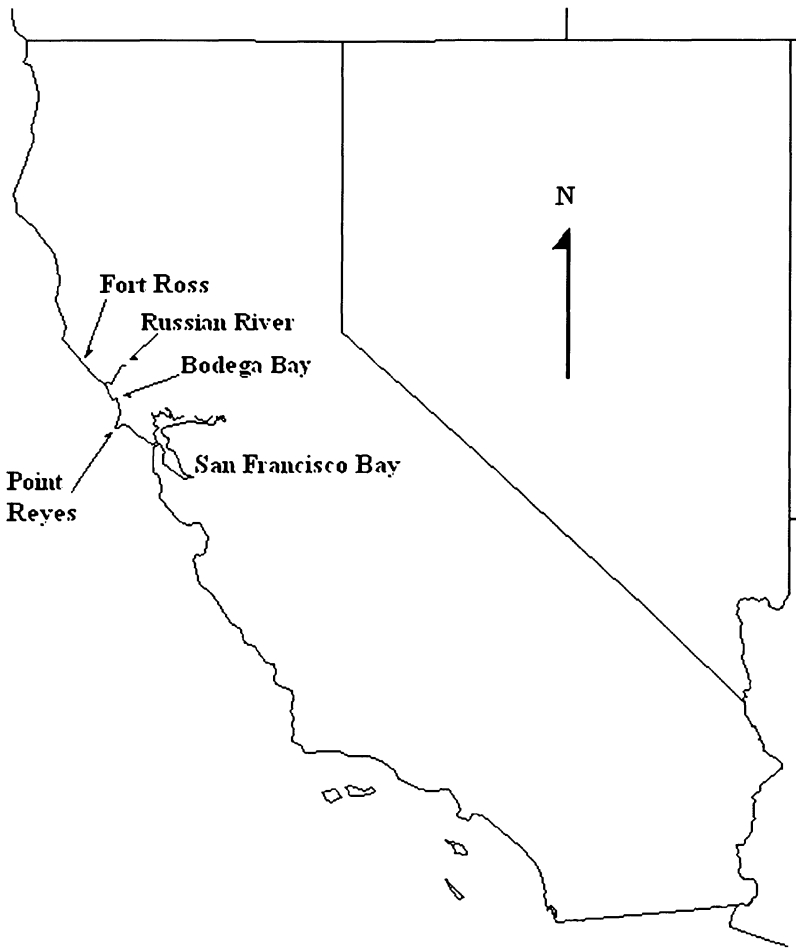 N
Fort Ross
Russian River
Bodega Bay
San Francisco Bay
Point
Reyes